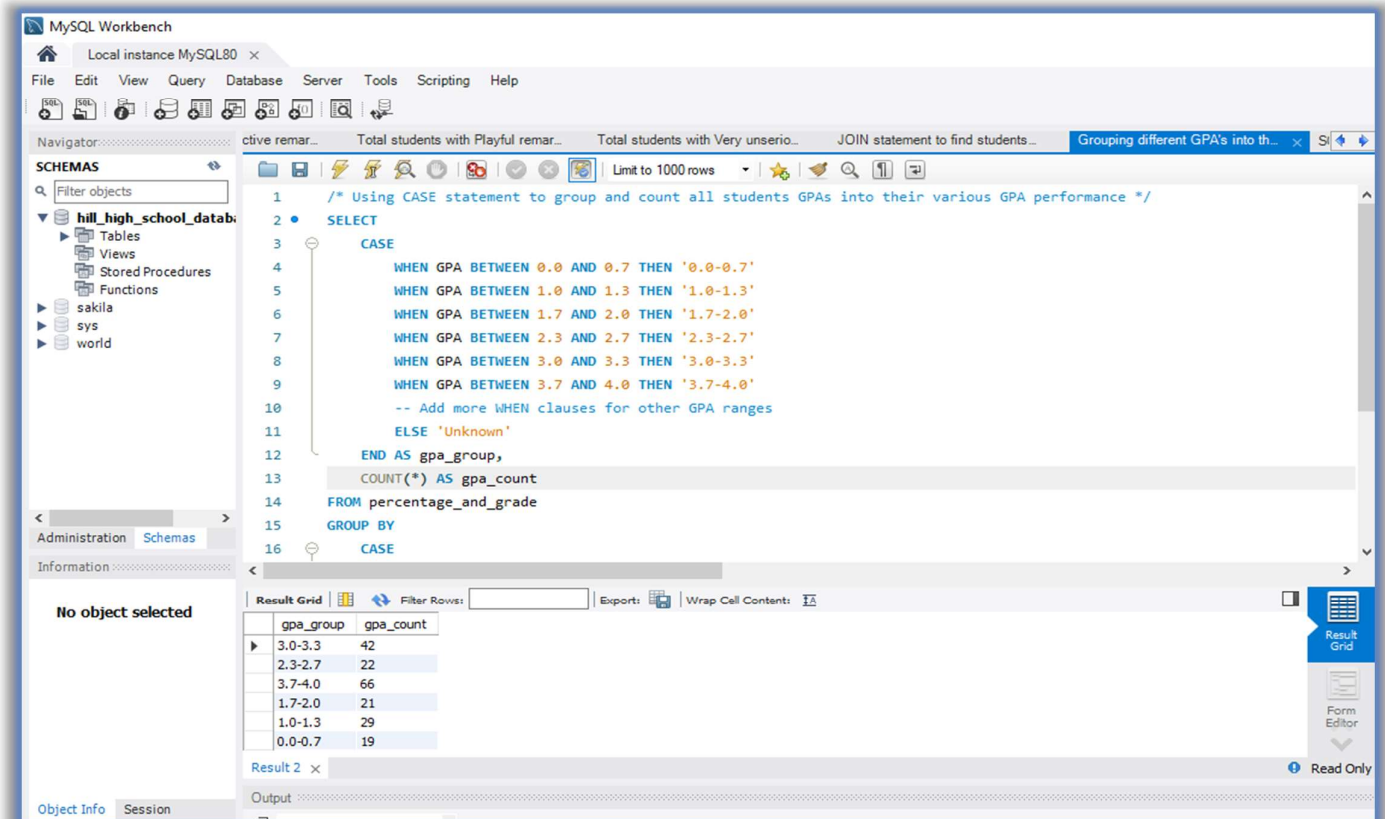 MySQL Workbench
Local instance MySQL80
File Edit View Query Database Server Tools Scripting Help
Navigator
ctive remar... Total students with Playful remar... Total students with Very unserio... JOIN statement to find students... Grouping different GPA's into th...
SCHEMAS
Limit to 1000 rows
Filter objects
hill_high_school_databa
Tables
Views
Stored Procedures
Functions
sakila
sys
world
1 /* Using CASE statement to group and count all students GPAs into their various GPA performance */
2 SELECT
3 CASE
4 WHEN GPA BETWEEN 0.0 AND 0.7 THEN '0.0-0.7'
5 WHEN GPA BETWEEN 1.0 AND 1.3 THEN '1.0-1.3'
6 WHEN GPA BETWEEN 1.7 AND 2.0 THEN '1.7-2.0'
7 WHEN GPA BETWEEN 2.3 AND 2.7 THEN '2.3-2.7'
8 WHEN GPA BETWEEN 3.0 AND 3.3 THEN '3.0-3.3'
9 WHEN GPA BETWEEN 3.7 AND 4.0 THEN '3.7-4.0'
10 -- Add more WHEN clauses for other GPA ranges
11 ELSE 'Unknown'
12 END AS gpa_group,
13 COUNT(*) AS gpa_count
14 FROM percentage_and_grade
15 GROUP BY
16 CASE
Administration Schemas
Information
No object selected
Result Grid Filter Rows: Export: Wrap Cell Content:
gpa_group gpa_count
3.0-3.3 42
2.3-2.7 22
3.7-4.0 66
1.7-2.0 21
1.0-1.3 29
0.0-0.7 19
Result Grid
Form Editor
Result 2
Read Only
Output
Object Info Session